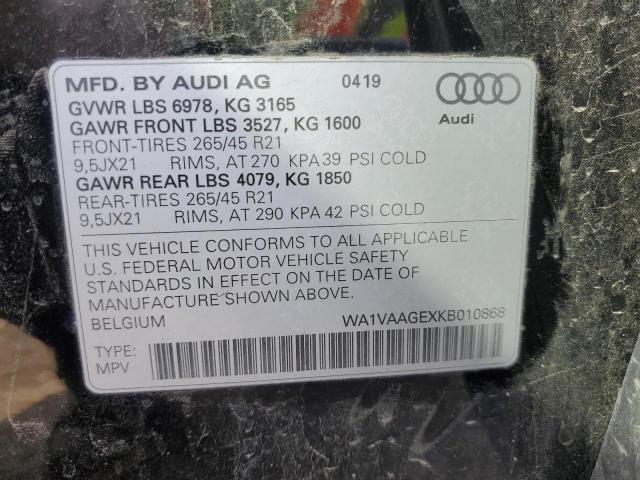 MFD. BY AUDI AG 0419
GVWR LBS 6978, KG 3165
GAWR FRONT LBS 3527, KG 1600
Audi
FRONT-TIRES 265/45 R21
9,5JX21 RIMS, AT 270 KPA 39 PSI COLD
GAWR REAR LBS 4079, KG 1850
REAR-TIRES 265/45 R21
9,5JX21 RIMS, AT 290 KPA 42 PSI COLD
THIS VEHICLE CONFORMS TO ALL APPLICABLE
U.S. FEDERAL MOTOR VEHICLE SAFETY
STANDARDS IN EFFECT ON THE DATE OF
MANUFACTURE SHOWN ABOVE.
BELGIUM WA1VAAGEXKB010868
TYPE:
MPV